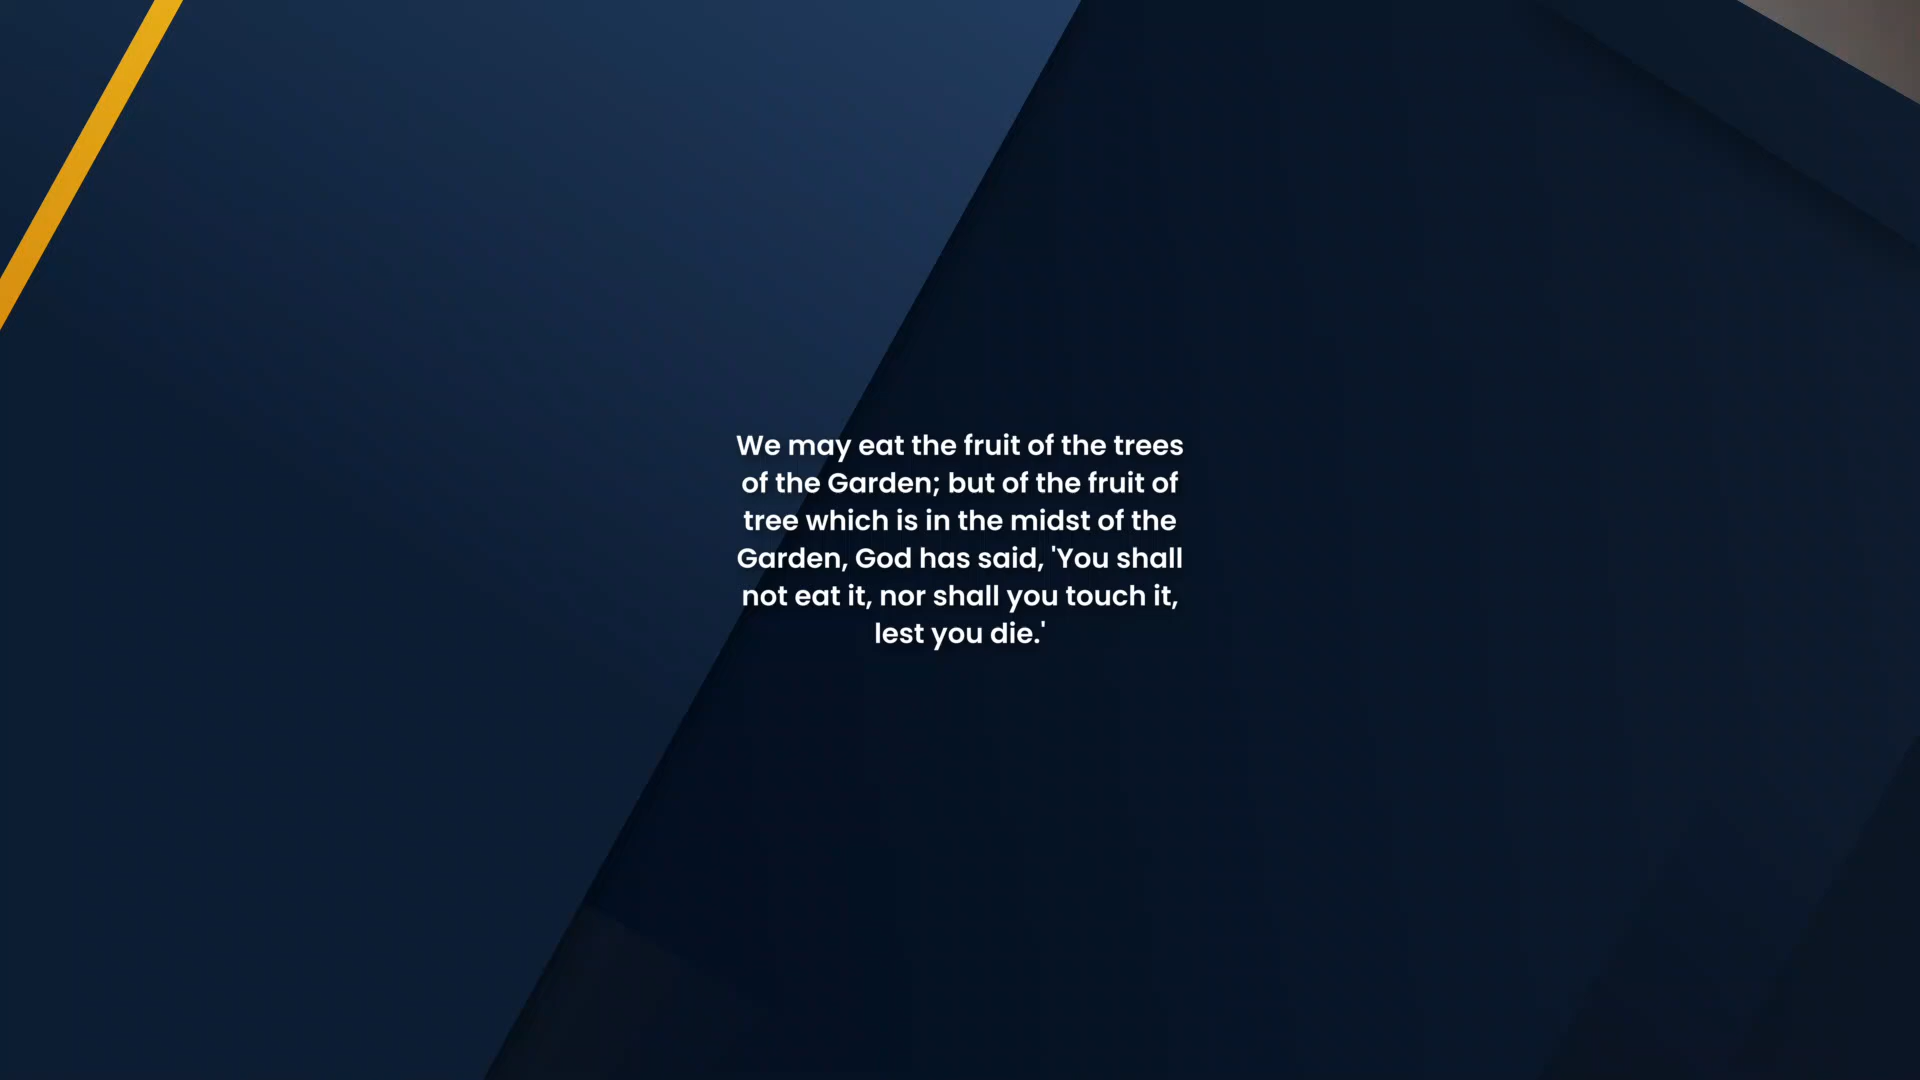 We may eat the fruit of the trees
of the Garden; but of the fruit of
tree which is in the midst of the
Garden, God has said, 'You shall
not eat it, nor shall you touch it,
lest you die.'